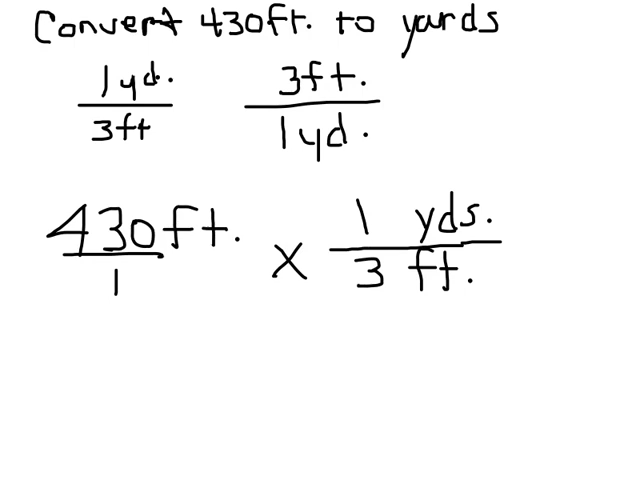 Convert 430ft. to yards
1yd. 3ft.
3ft 1yd.
430ft. x 1 yds.
1 3 ft.